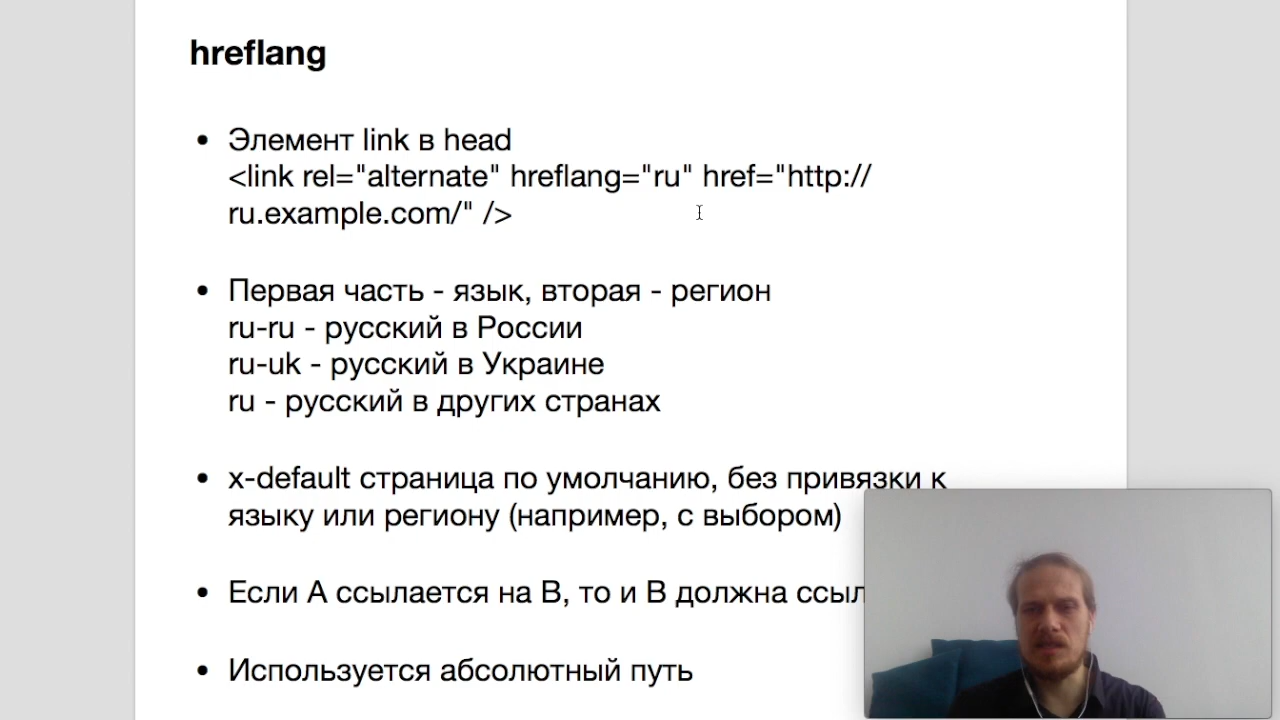 hreflang
• Элемент link в head
<link rel="alternate" hreflang="ru" href="http://
ru.example.com/" />
• Первая часть - язык, вторая - регион
ru-ru - русский в России
ru-uk - русский в Украине
ru - русский в других странах
• x-default страница по умолчанию, без привязки к
языку или региону (например, с выбором)
• Если А ссылается на В, то и В должна
• Используется абсолютный путь